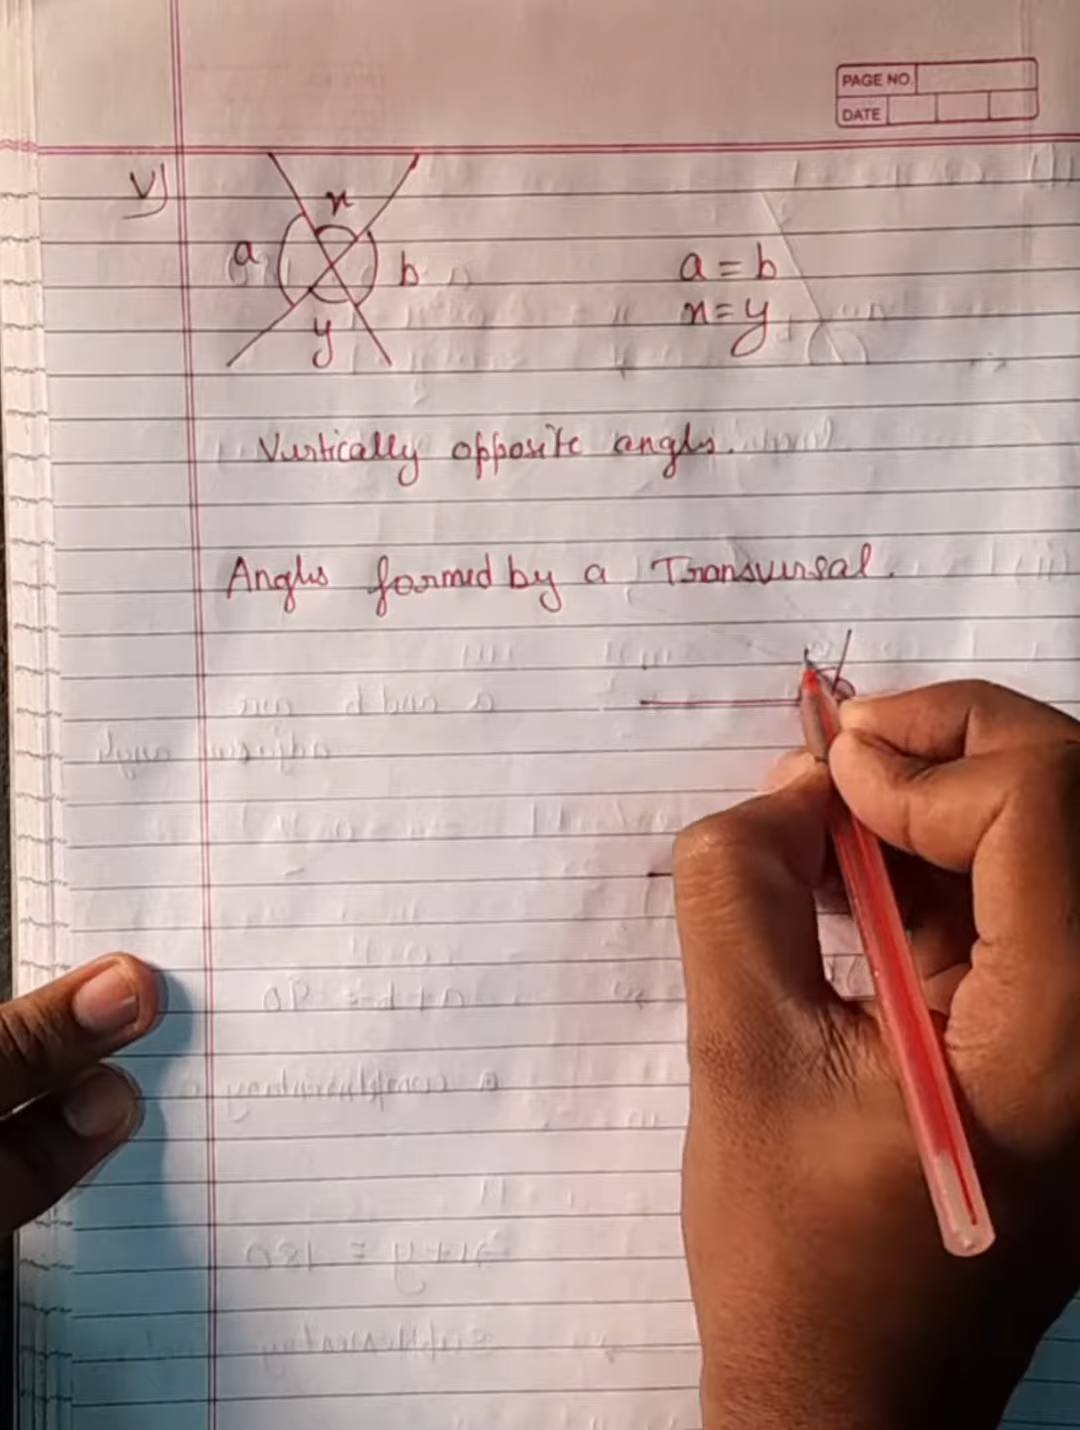 PAGE NO.
DATE
v)
x
a
b
y
a = b
x = y
Vertically opposite angles.
Angles formed by a Transversal.